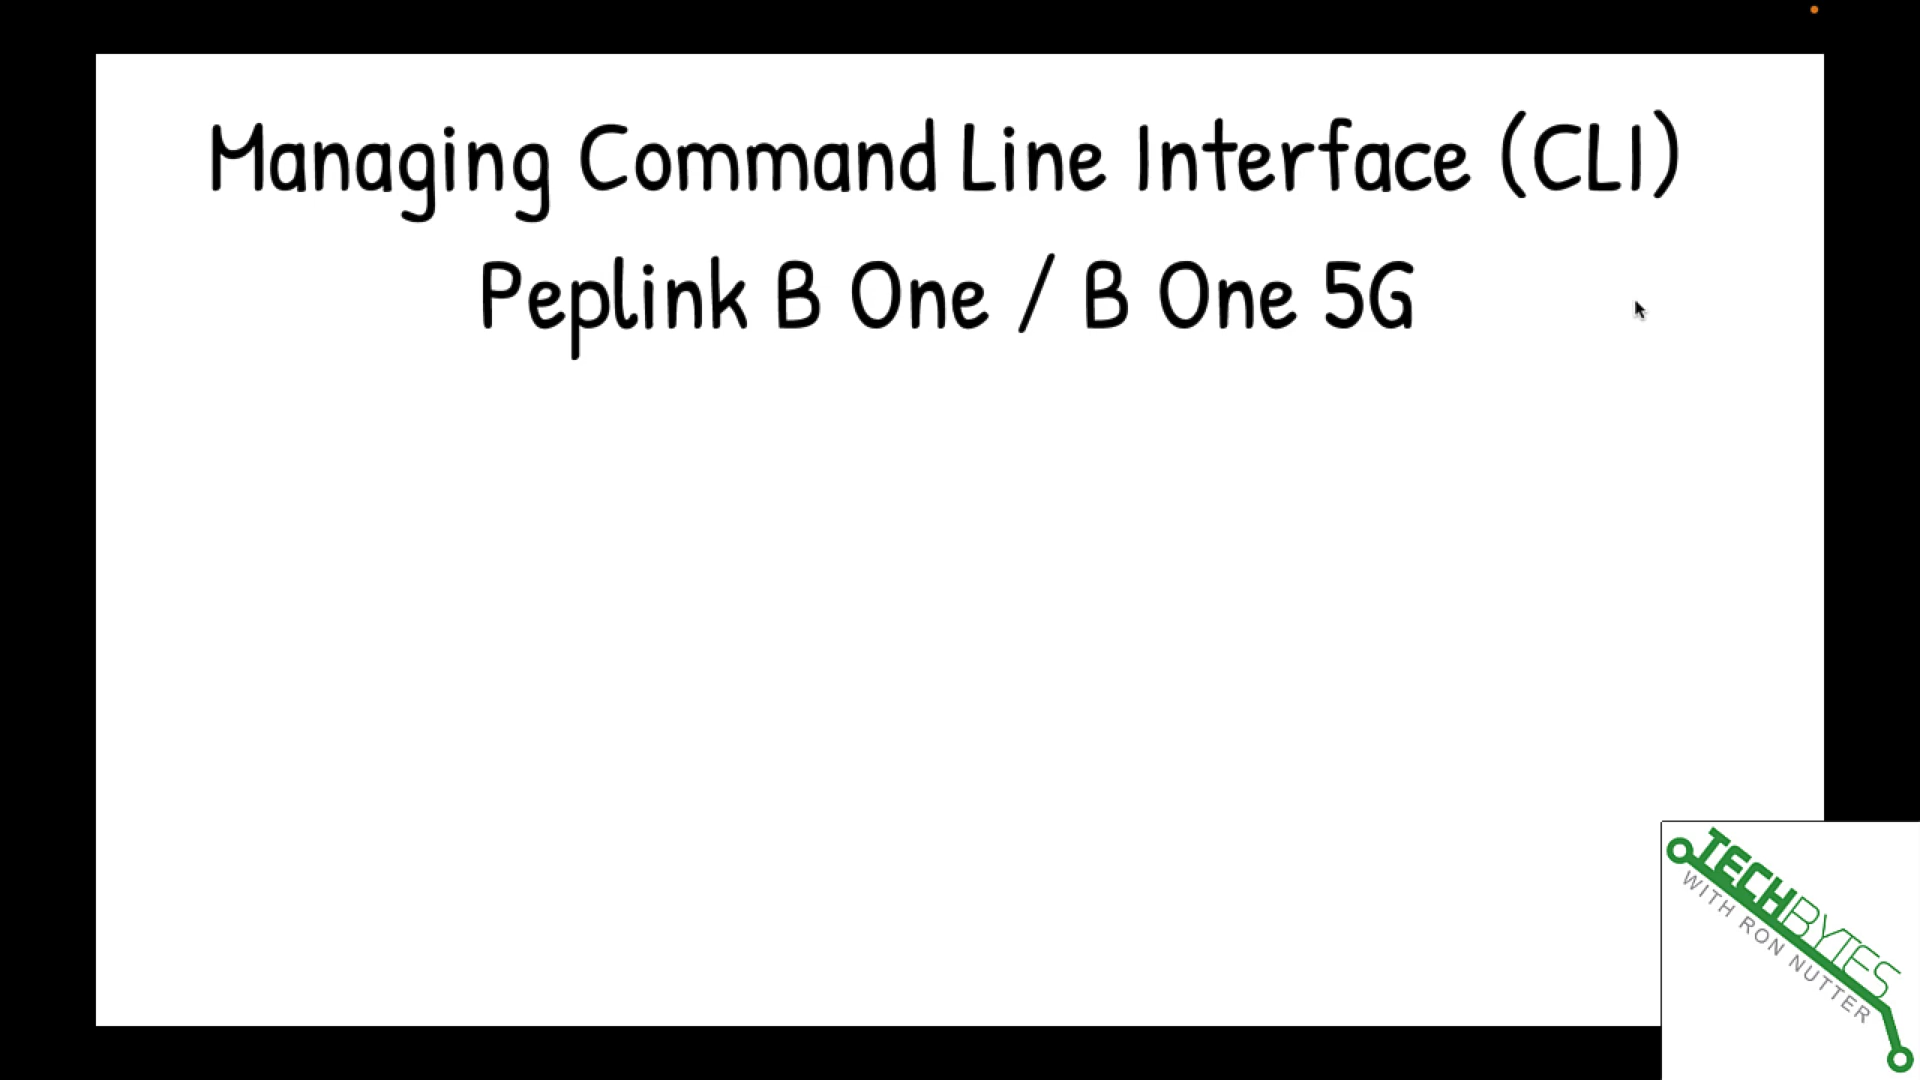 Managing Command Line Interface (CLI)
Peplink B One / B One 5G
TECHBYTES
WITH RON NUTTER